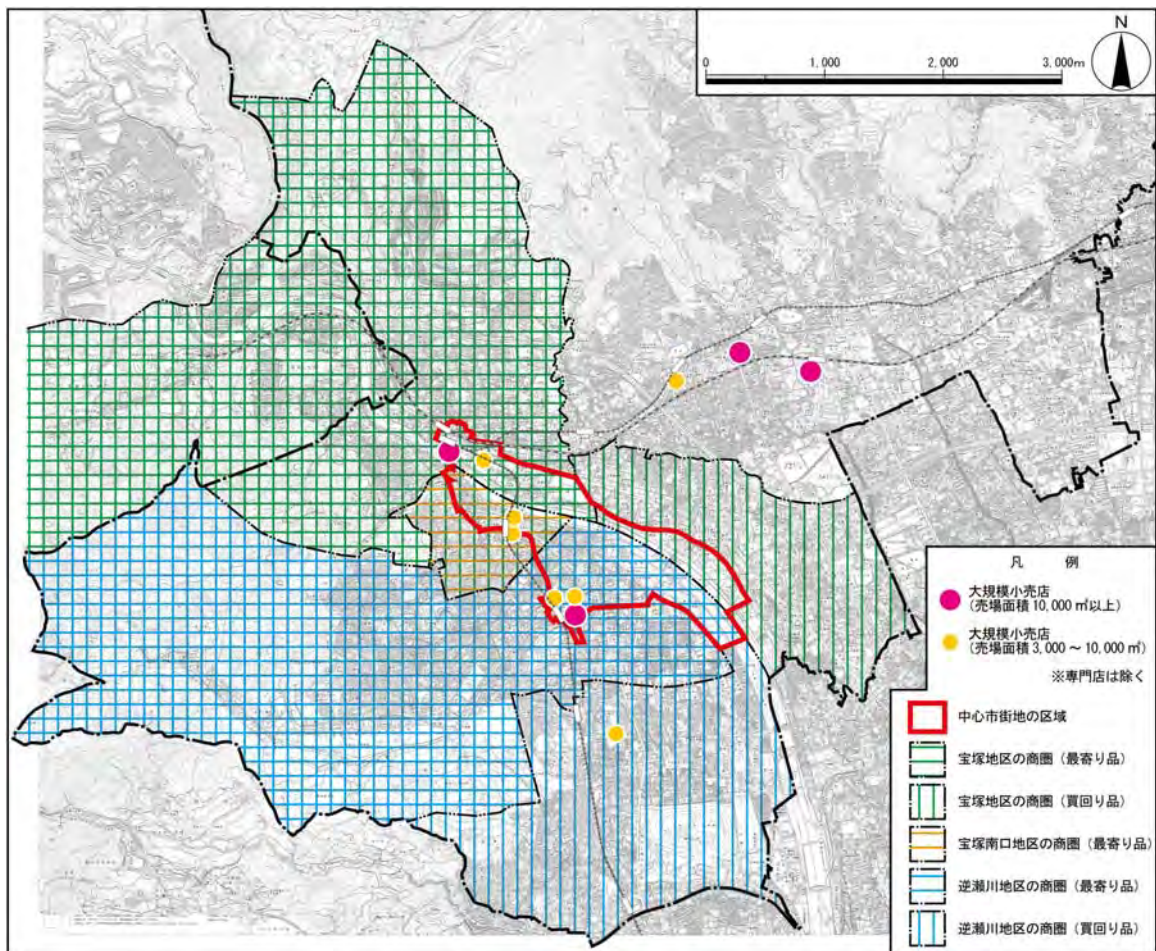 N
0 1,000 2,000 3,000m
凡 例
大規模小売店
(売場面積 10,000 ㎡以上)
大規模小売店
(売場面積 3,000 ~ 10,000 ㎡)
※専門店は除く
中心市街地の区域
宝塚地区の商圏 (最寄り品)
宝塚地区の商圏 (買回り品)
宝塚南口地区の商圏 (最寄り品)
逆瀬川地区の商圏 (最寄り品)
逆瀬川地区の商圏 (買回り品)